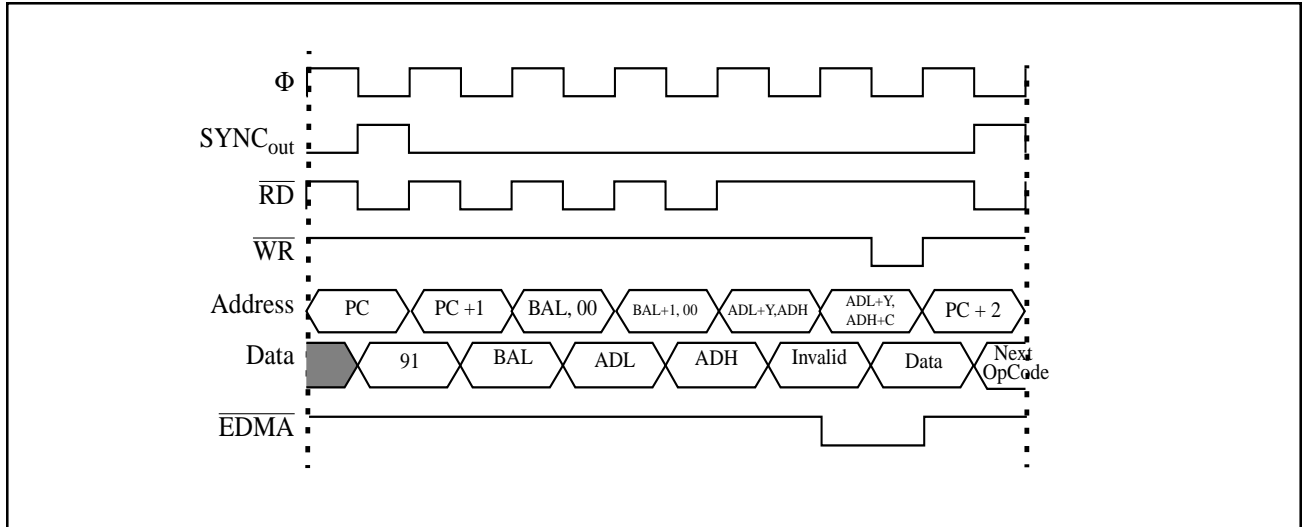 Φ
SYNCout
RD
WR
Address PC PC +1 BAL, 00 BAL+1, 00 ADL+Y,ADH ADL+Y, ADH+C PC + 2
Data 91 BAL ADL ADH Invalid Data Next OpCode
EDMA